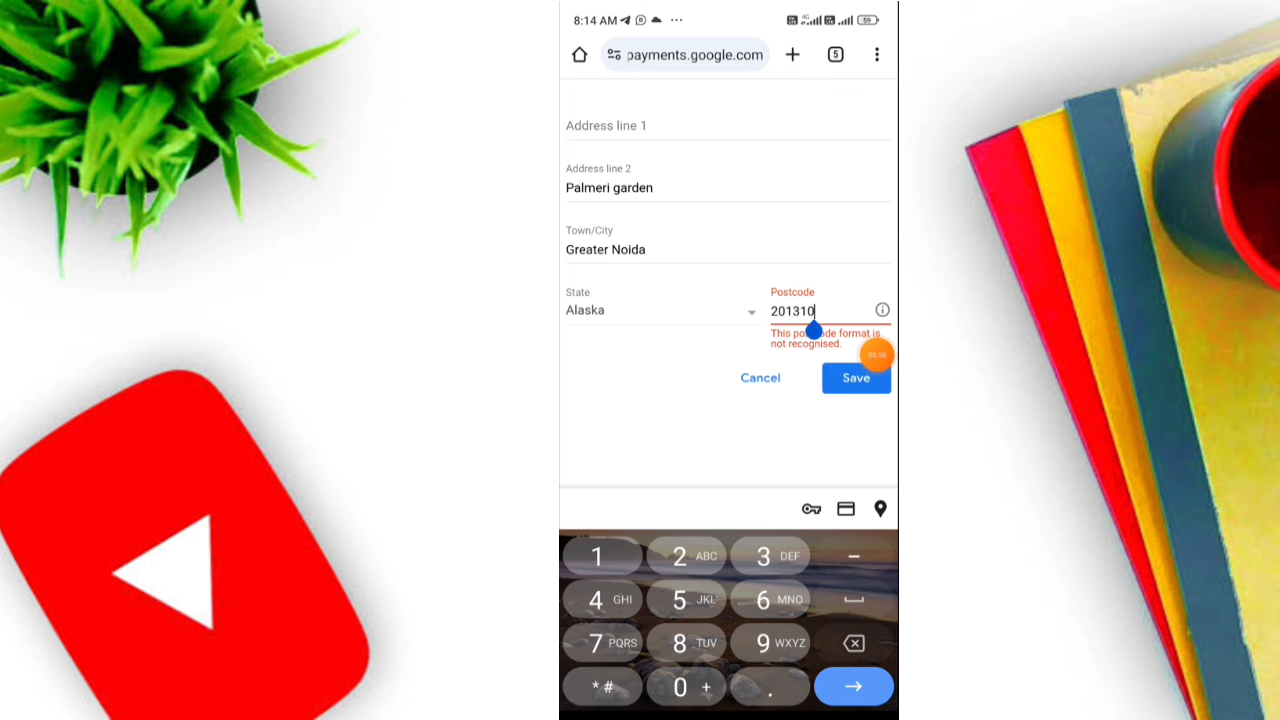 8:14 AM
4G
59
payments.google.com
5
Address line 1
Address line 2
Palmeri garden
Town/City
Greater Noida
State
Postcode
Alaska
201310
This de format is
not recognised.
Cancel
Save
1
2 ABC
3 DEF
–
4 GHI
5 JKL
6 MNO
7 PQRS
8 TUV
9 WXYZ
* #
0 +
.